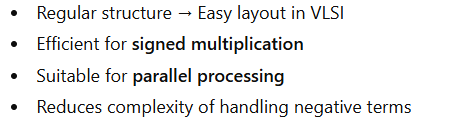 • Regular structure → Easy layout in VLSI
• Efficient for signed multiplication
• Suitable for parallel processing
• Reduces complexity of handling negative terms